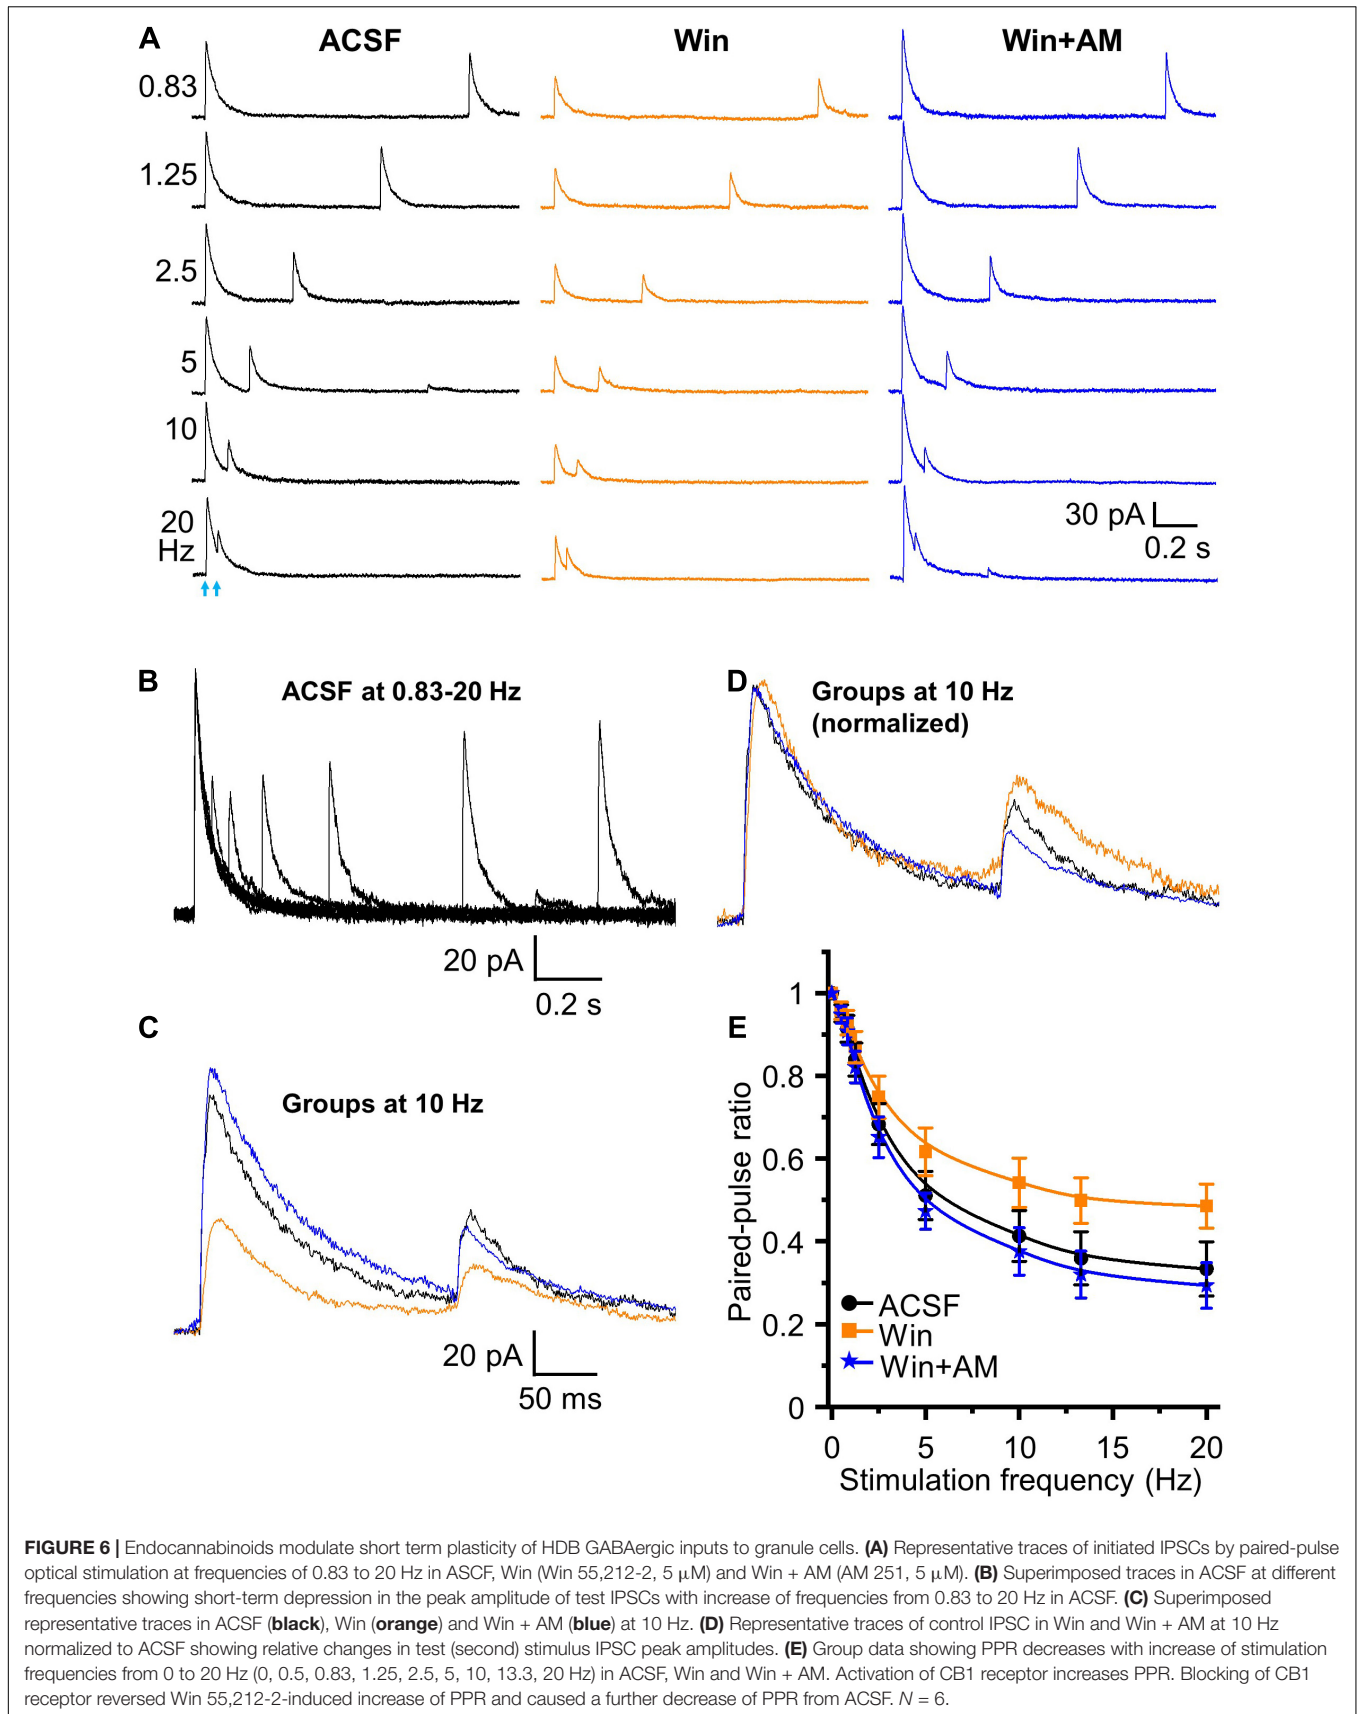 A
ACSF
Win
Win+AM
0.83
1.25
2.5
5
10
20
Hz
30 pA
0.2 s
B
ACSF at 0.83-20 Hz
20 pA
0.2 s
D
Groups at 10 Hz
(normalized)
C
Groups at 10 Hz
20 pA
50 ms
E
Paired-pulse ratio
1
0.8
0.6
0.4
0.2
0
ACSF
Win
Win+AM
0
5
10
15
20
Stimulation frequency (Hz)
FIGURE 6 | Endocannabinoids modulate short term plasticity of HDB GABAergic inputs to granule cells. (A) Representative traces of initiated IPSCs by paired-pulse
optical stimulation at frequencies of 0.83 to 20 Hz in ASCF, Win (Win 55,212-2, 5 μM) and Win + AM (AM 251, 5 μM). (B) Superimposed traces in ACSF at different
frequencies showing short-term depression in the peak amplitude of test IPSCs with increase of frequencies from 0.83 to 20 Hz in ACSF. (C) Superimposed
representative traces in ACSF (black), Win (orange) and Win + AM (blue) at 10 Hz. (D) Representative traces of control IPSC in Win and Win + AM at 10 Hz
normalized to ACSF showing relative changes in test (second) stimulus IPSC peak amplitudes. (E) Group data showing PPR decreases with increase of stimulation
frequencies from 0 to 20 Hz (0, 0.5, 0.83, 1.25, 2.5, 5, 10, 13.3, 20 Hz) in ACSF, Win and Win + AM. Activation of CB1 receptor increases PPR. Blocking of CB1
receptor reversed Win 55,212-2-induced increase of PPR and caused a further decrease of PPR from ACSF. N = 6.